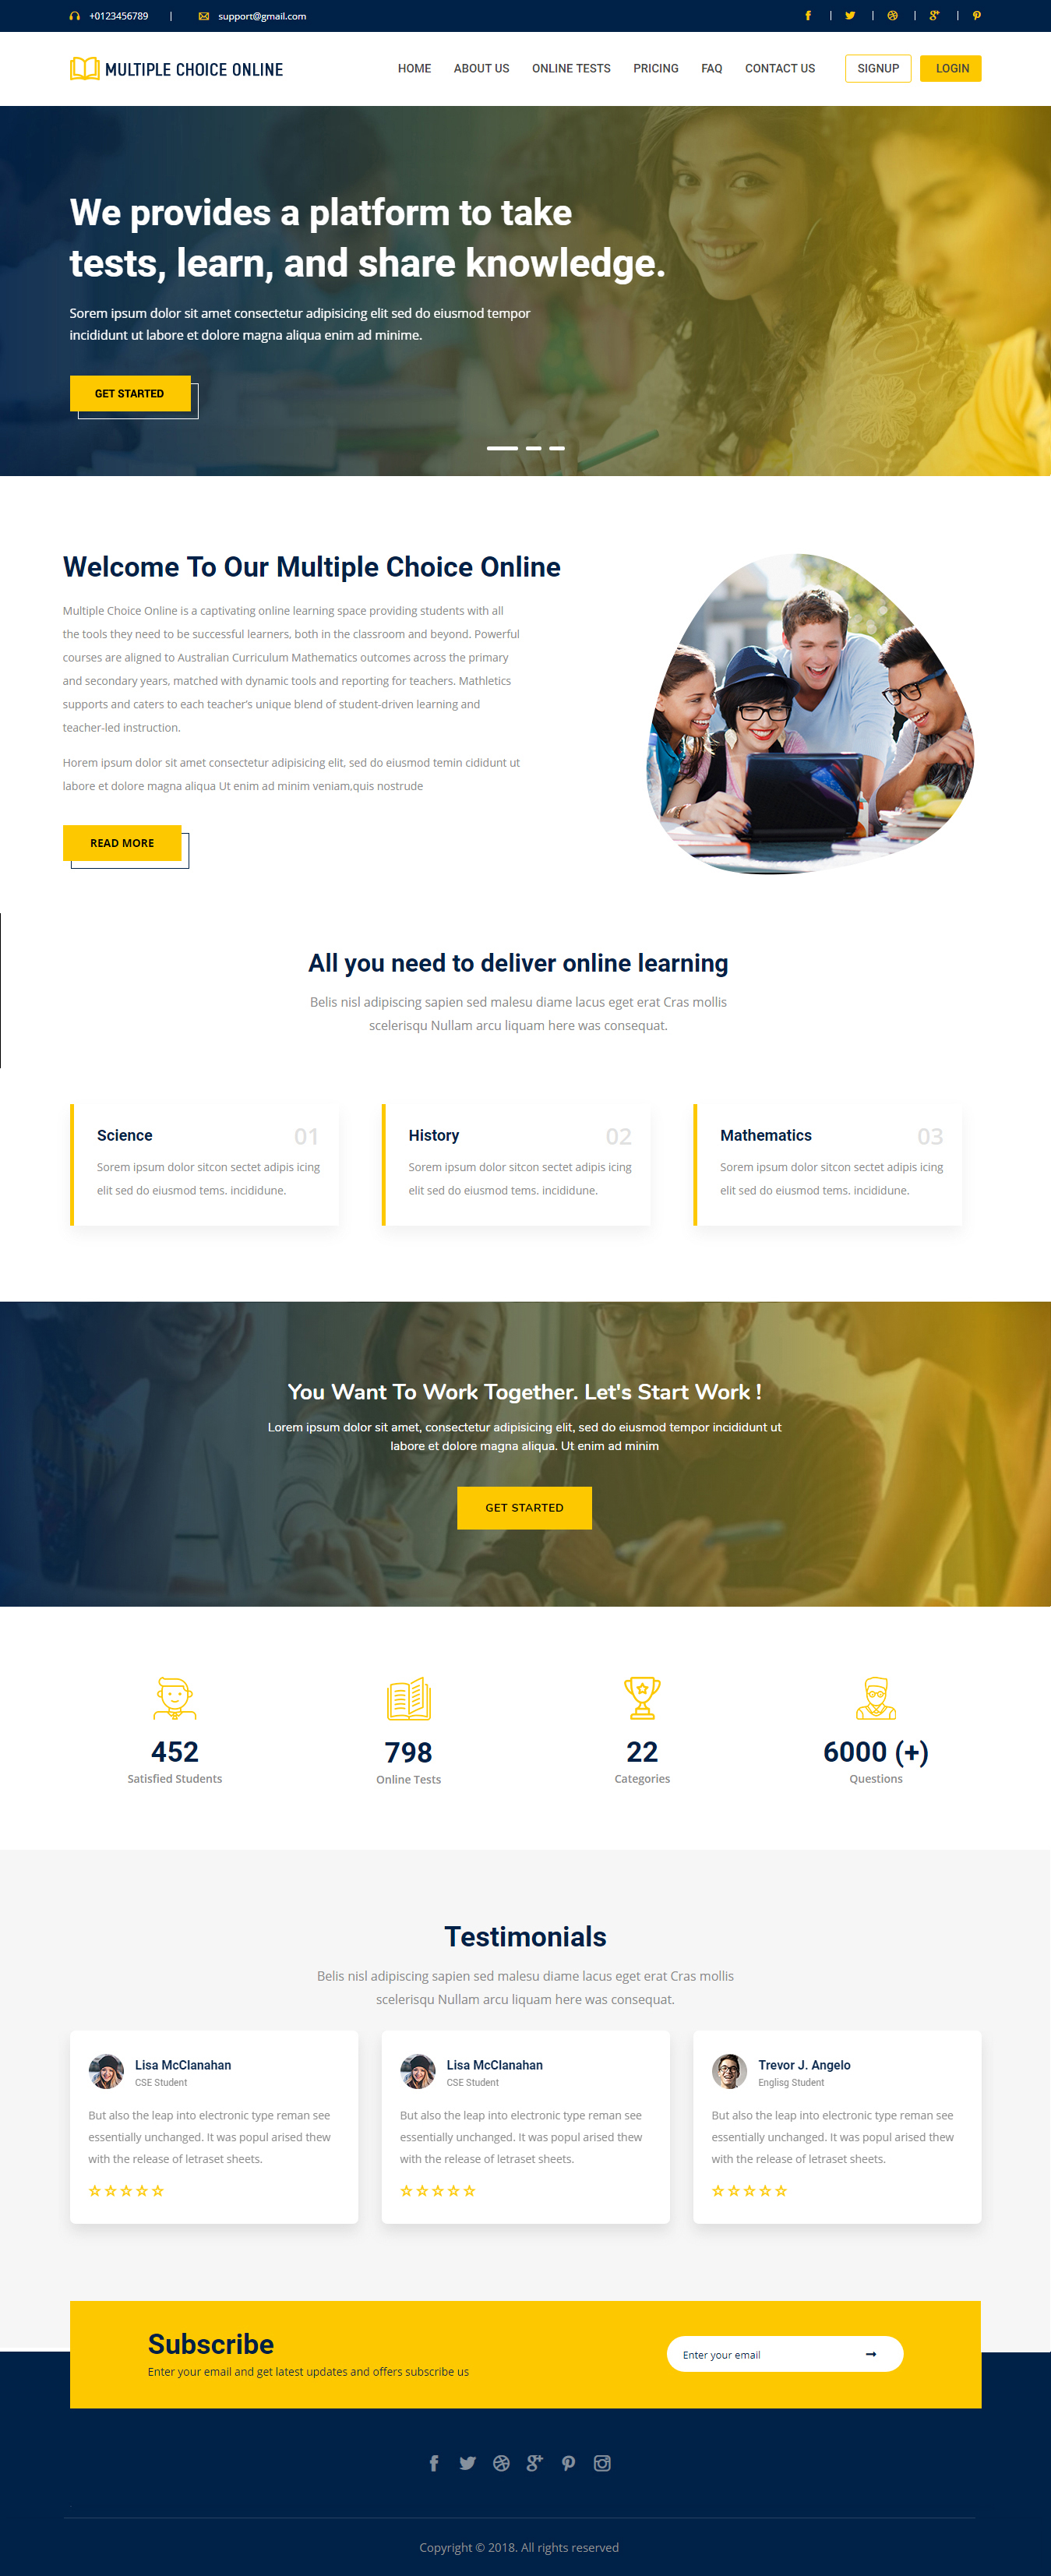 +0123456789 | support@gmail.com
MULTIPLE CHOICE ONLINE
HOME ABOUT US ONLINE TESTS PRICING FAQ CONTACT US SIGNUP LOGIN
We provides a platform to take
tests, learn, and share knowledge.
Sorem ipsum dolor sit amet consectetur adipisicing elit sed do eiusmod tempor
incididunt ut labore et dolore magna aliqua enim ad minime.
GET STARTED
Welcome To Our Multiple Choice Online
Multiple Choice Online is a captivating online learning space providing students with all
the tools they need to be successful learners, both in the classroom and beyond. Powerful
courses are aligned to Australian Curriculum Mathematics outcomes across the primary
and secondary years, matched with dynamic tools and reporting for teachers. Mathletics
supports and caters to each teacher's unique blend of student-driven learning and
teacher-led instruction.
Horem ipsum dolor sit amet consectetur adipisicing elit, sed do eiusmod temin cididunt ut
labore et dolore magna aliqua Ut enim ad minim veniam,quis nostrude
READ MORE
All you need to deliver online learning
Belis nisl adipiscing sapien sed malesu diame lacus eget erat Cras mollis
scelerisqu Nullam arcu liquam here was consequat.
Science 01
Sorem ipsum dolor sitcon sectet adipis icing
elit sed do eiusmod tems. incididune.
History 02
Sorem ipsum dolor sitcon sectet adipis icing
elit sed do eiusmod tems. incididune.
Mathematics 03
Sorem ipsum dolor sitcon sectet adipis icing
elit sed do eiusmod tems. incididune.
You Want To Work Together. Let's Start Work !
Lorem ipsum dolor sit amet, consectetur adipisicing elit, sed do eiusmod tempor incididunt ut
labore et dolore magna aliqua. Ut enim ad minim
GET STARTED
452
Satisfied Students
798
Online Tests
22
Categories
6000 (+)
Questions
Testimonials
Belis nisl adipiscing sapien sed malesu diame lacus eget erat Cras mollis
scelerisqu Nullam arcu liquam here was consequat.
Lisa McClanahan
CSE Student
But also the leap into electronic type reman see
essentially unchanged. It was popul arised thew
with the release of letraset sheets.
Lisa McClanahan
CSE Student
But also the leap into electronic type reman see
essentially unchanged. It was popul arised thew
with the release of letraset sheets.
Trevor J. Angelo
Englisg Student
But also the leap into electronic type reman see
essentially unchanged. It was popul arised thew
with the release of letraset sheets.
Subscribe
Enter your email and get latest updates and offers subscribe us
Enter your email
Copyright © 2018. All rights reserved